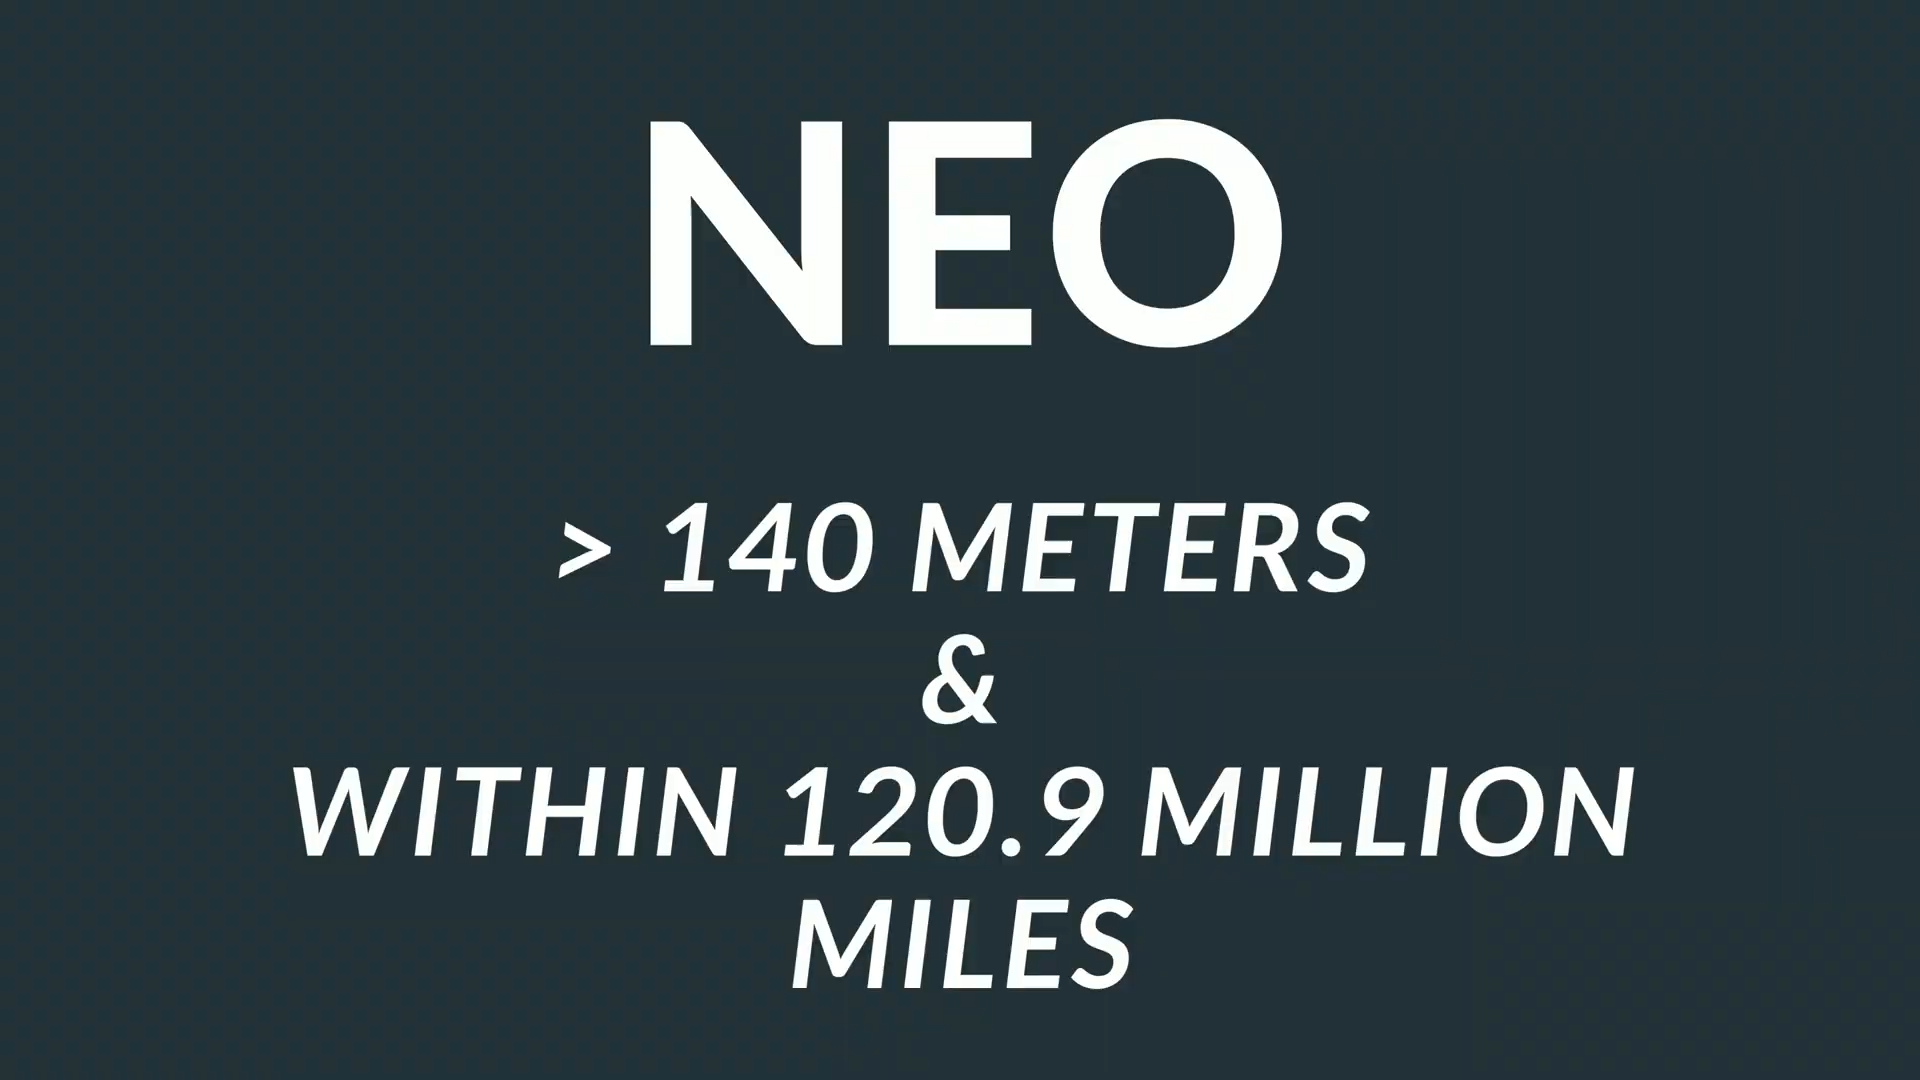 NEO
> 140 METERS
&
WITHIN 120.9 MILLION
MILES